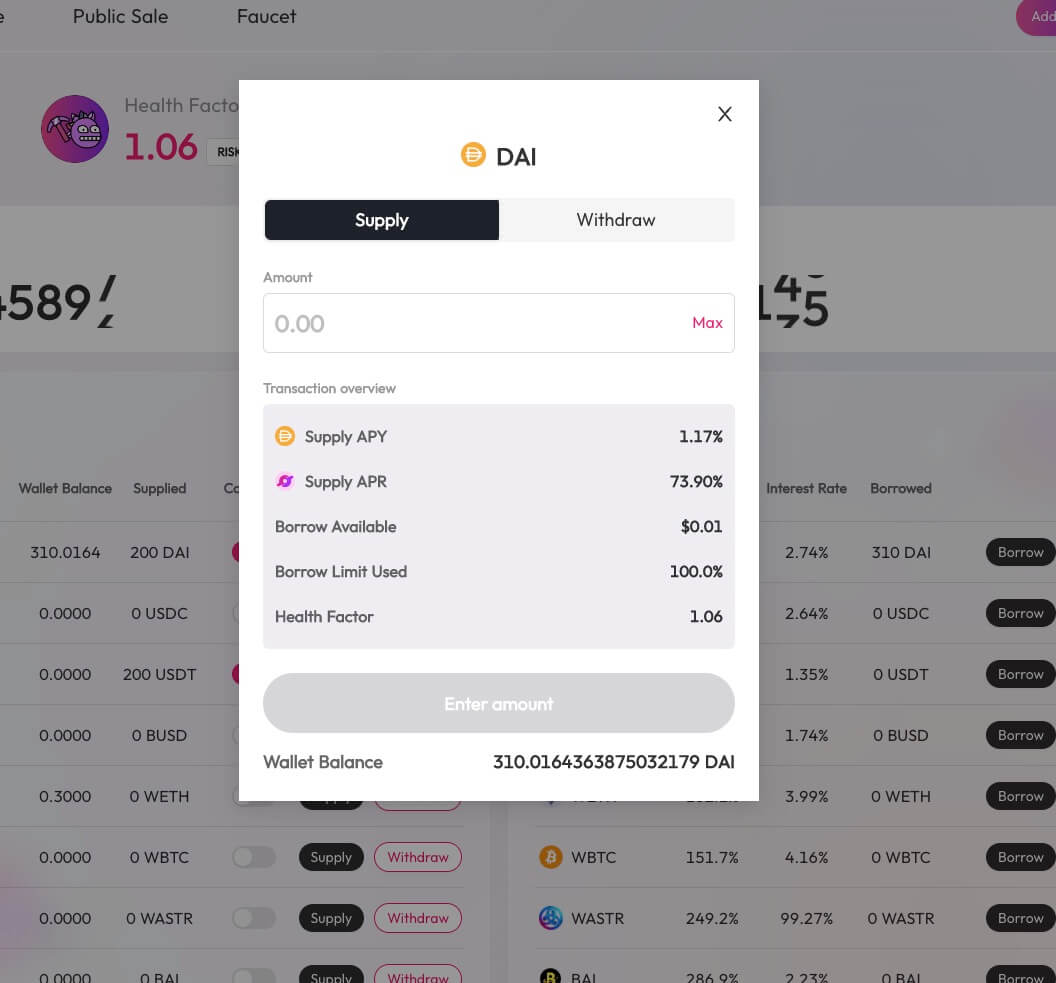 Public Sale Faucet Add
Health Facto
1.06 RISK
DAI
Supply Withdraw
Amount
0.00 Max
Transaction overview
Supply APY 1.17%
Supply APR 73.90%
Borrow Available $0.01
Borrow Limit Used 100.0%
Health Factor 1.06
Enter amount
Wallet Balance 310.0164363875032179 DAI
4589
Wallet Balance Supplied Co
310.0164 200 DAI
0.0000 0 USDC
0.0000 200 USDT
0.0000 0 BUSD
0.3000 0 WETH
0.0000 0 WBTC Supply Withdraw
0.0000 0 WASTR Supply Withdraw
0.0000 0 BAI Supply Withdraw
Interest Rate Borrowed
2.74% 310 DAI Borrow
2.64% 0 USDC Borrow
1.35% 0 USDT Borrow
1.74% 0 BUSD Borrow
3.99% 0 WETH Borrow
WBTC 151.7% 4.16% 0 WBTC Borrow
WASTR 249.2% 99.27% 0 WASTR Borrow
BAI 286.9% 2.23% 0 BAI Borrow